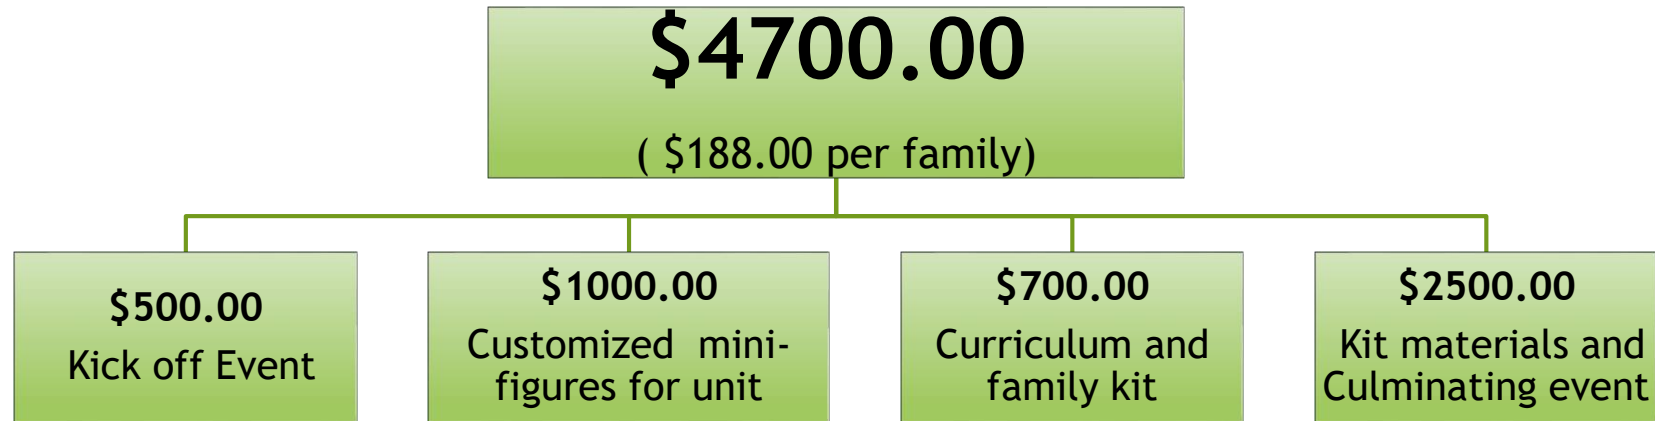 $4700.00
( $188.00 per family)
$500.00
Kick off Event
$1000.00
Customized  mini-
figures for unit
$700.00
Curriculum and
family kit
$2500.00
Kit materials and
Culminating event